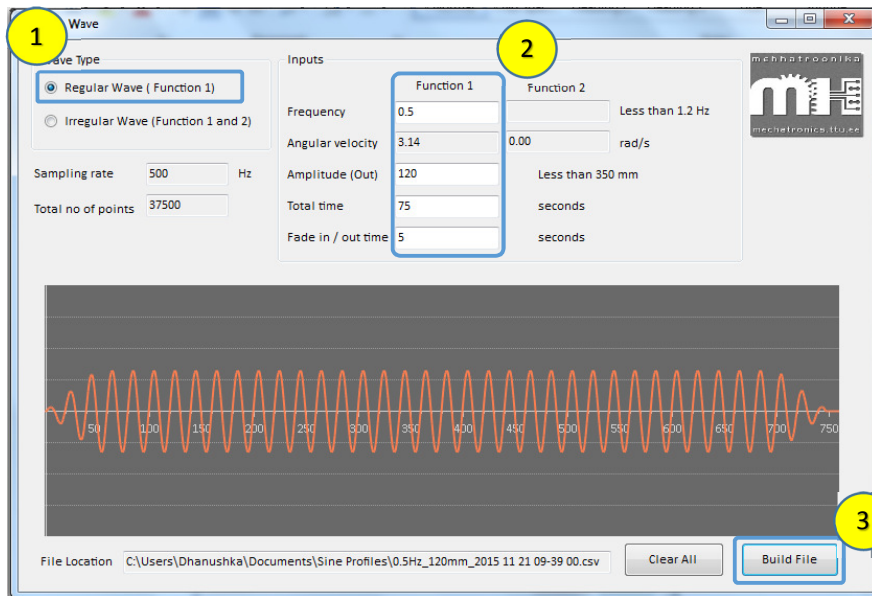 Wave
1
Wave Type
Regular Wave ( Function 1)
Irregular Wave (Function 1 and 2)
Sampling rate 500 Hz
Total no of points 37500
Inputs
2
Function 1 Function 2
Frequency 0.5 Less than 1.2 Hz
Angular velocity 3.14 0.00 rad/s
Amplitude (Out) 120 Less than 350 mm
Total time 75 seconds
Fade in / out time 5 seconds
mehhatroonika
mechatronics.ttu.ee
50 100 150 200 250 300 350 400 450 500 550 600 650 700 750
3
File Location C:\Users\Dhanushka\Documents\Sine Profiles\0.5Hz_120mm_2015 11 21 09-39 00.csv Clear All Build File